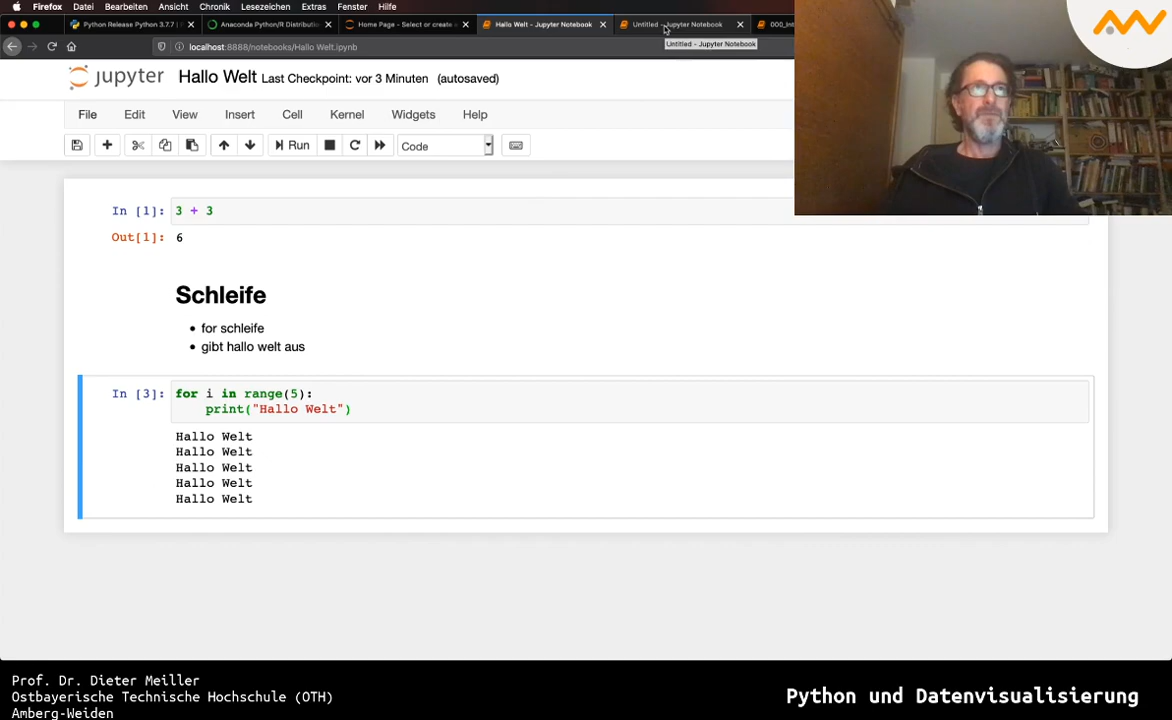 Firefox Datei Bearbeiten Ansicht Chronik Lesezeichen Extras Fenster Hilfe
Python Release Python 3.7.7 | Anaconda Python/R Distributio Home Page - Select or create a Hallo Welt - Jupyter Notebook Untitled - Jupyter Notebook
Untitled - Jupyter Notebook
localhost:8888/notebooks/Hallo Welt.ipynb
jupyter Hallo Welt Last Checkpoint: vor 3 Minuten (autosaved)
File Edit View Insert Cell Kernel Widgets Help
Run Code
In [1]: 3 + 3
Out[1]: 6
Schleife
• for schleife
• gibt hallo welt aus
In [3]: for i in range(5):
print("Hallo Welt")
Hallo Welt
Hallo Welt
Hallo Welt
Hallo Welt
Hallo Welt
Prof. Dr. Dieter Meiller
Ostbayerische Technische Hochschule (OTH)
Amberg-Weiden
Python und Datenvisualisierung